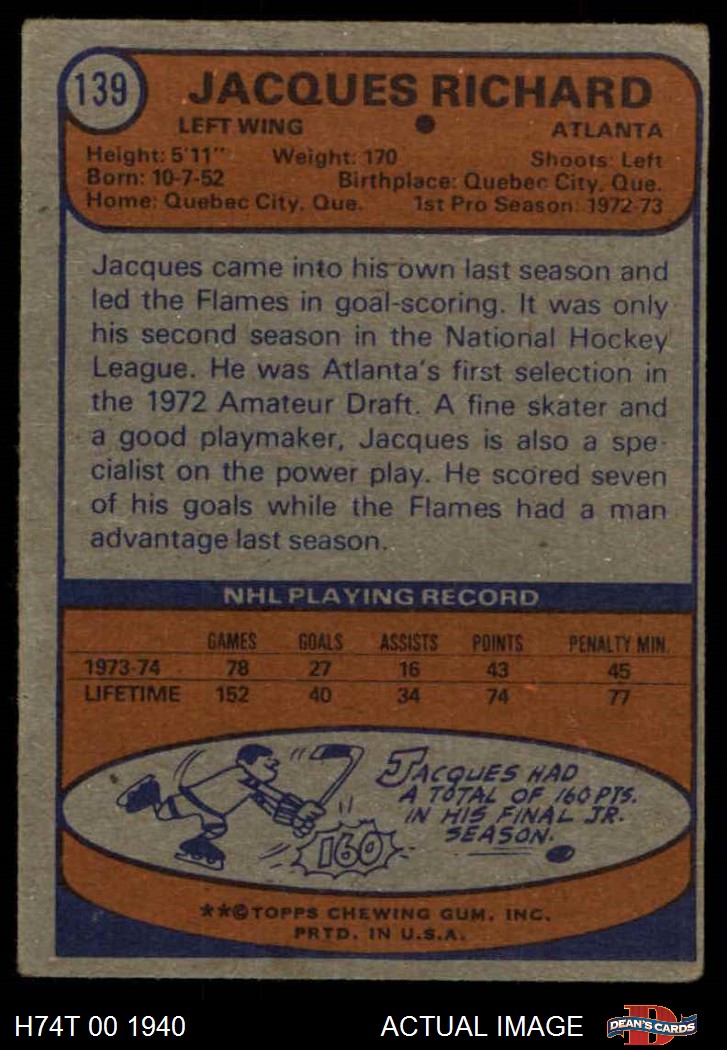 139
JACQUES RICHARD
LEFT WING ATLANTA
Height: 5'11" Weight: 170 Shoots: Left
Born: 10-7-52 Birthplace: Quebec City, Que.
Home: Quebec City, Que. 1st Pro Season: 1972-73
Jacques came into his own last season and
led the Flames in goal-scoring. It was only
his second season in the National Hockey
League. He was Atlanta's first selection in
the 1972 Amateur Draft. A fine skater and
a good playmaker, Jacques is also a spe-
cialist on the power play. He scored seven
of his goals while the Flames had a man
advantage last season.
NHL PLAYING RECORD
GAMES GOALS ASSISTS POINTS PENALTY MIN.
1973-74 78 27 16 43 45
LIFETIME 152 40 34 74 77
JACQUES HAD
A TOTAL OF 160 PTS.
IN HIS FINAL JR.
SEASON.
160
**©TOPPS CHEWING GUM, INC.
PRTD. IN U.S.A.
H74T 00 1940 ACTUAL IMAGE
D
DEAN'S CARDS